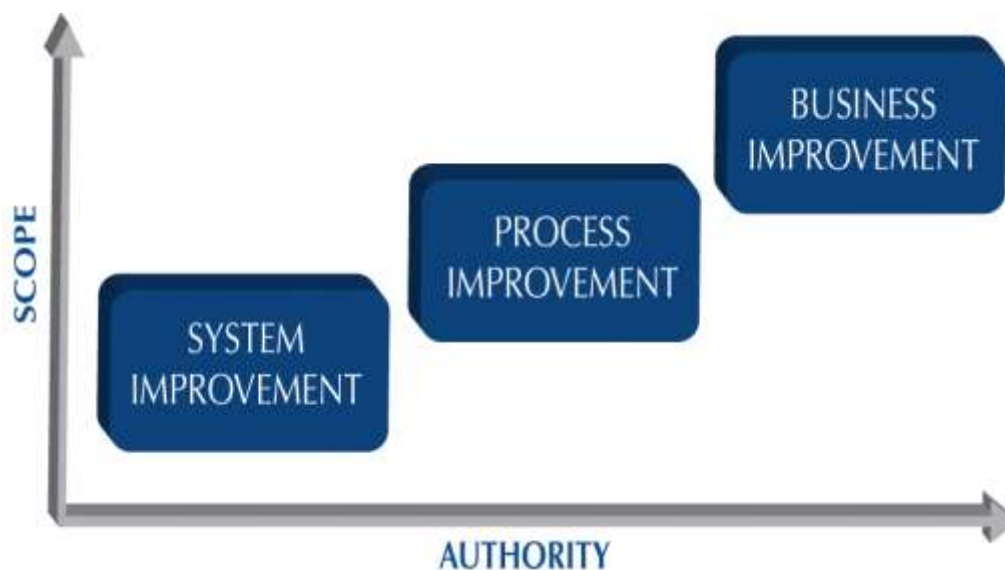 BUSINESS
IMPROVEMENT
PROCESS
IMPROVEMENT
SYSTEM
IMPROVEMENT
SCOPE
AUTHORITY